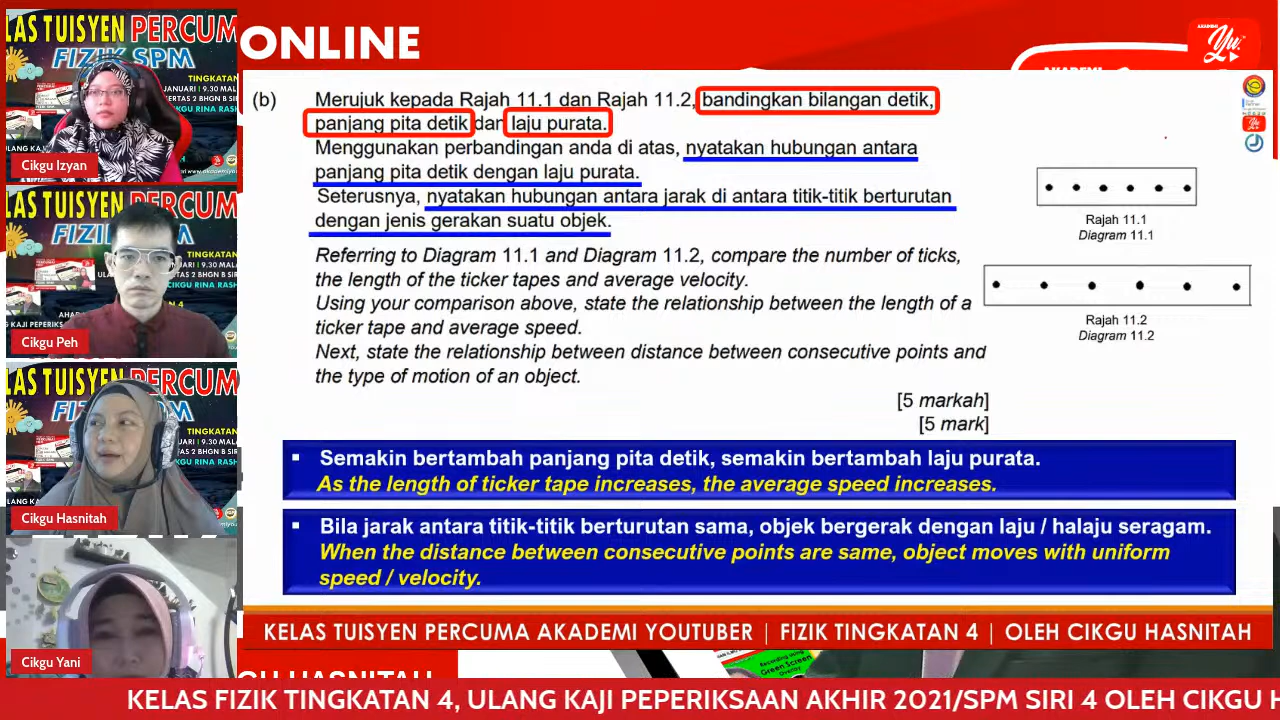 ONLINE
KELAS TUISYEN PERCUMA
FIZIK SPM
Cikgu Izyan
Cikgu Peh
Cikgu Hasnitah
Cikgu Yani
(b) Merujuk kepada Rajah 11.1 dan Rajah 11.2, bandingkan bilangan detik,
panjang pita detik dan laju purata.
Menggunakan perbandingan anda di atas, nyatakan hubungan antara
panjang pita detik dengan laju purata.
Seterusnya, nyatakan hubungan antara jarak di antara titik-titik berturutan
dengan jenis gerakan suatu objek.
Referring to Diagram 11.1 and Diagram 11.2, compare the number of ticks,
the length of the ticker tapes and average velocity.
Using your comparison above, state the relationship between the length of a
ticker tape and average speed.
Next, state the relationship between distance between consecutive points and
the type of motion of an object.
[5 markah]
[5 mark]
Rajah 11.1
Diagram 11.1
Rajah 11.2
Diagram 11.2
▪ Semakin bertambah panjang pita detik, semakin bertambah laju purata.
As the length of ticker tape increases, the average speed increases.
▪ Bila jarak antara titik-titik berturutan sama, objek bergerak dengan laju / halaju seragam.
When the distance between consecutive points are same, object moves with uniform
speed / velocity.
KELAS TUISYEN PERCUMA AKADEMI YOUTUBER | FIZIK TINGKATAN 4 | OLEH CIKGU HASNITAH
KELAS FIZIK TINGKATAN 4, ULANG KAJI PEPERIKSAAN AKHIR 2021/SPM SIRI 4 OLEH CIKGU H